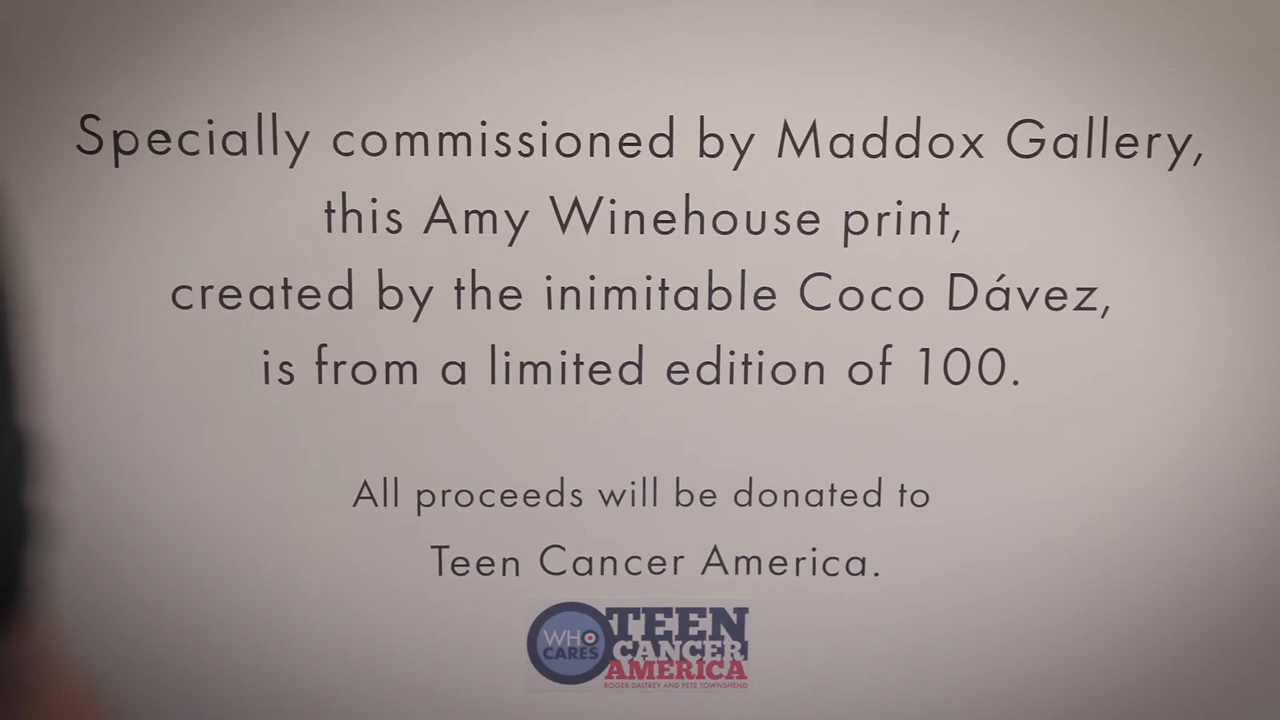 Specially commissioned by Maddox Gallery,
this Amy Winehouse print,
created by the inimitable Coco Dávez,
is from a limited edition of 100.
All proceeds will be donated to
Teen Cancer America.
WHO CARES
TEEN
CANCER
AMERICA
ROGER DALTREY AND PETE TOWNSHEND